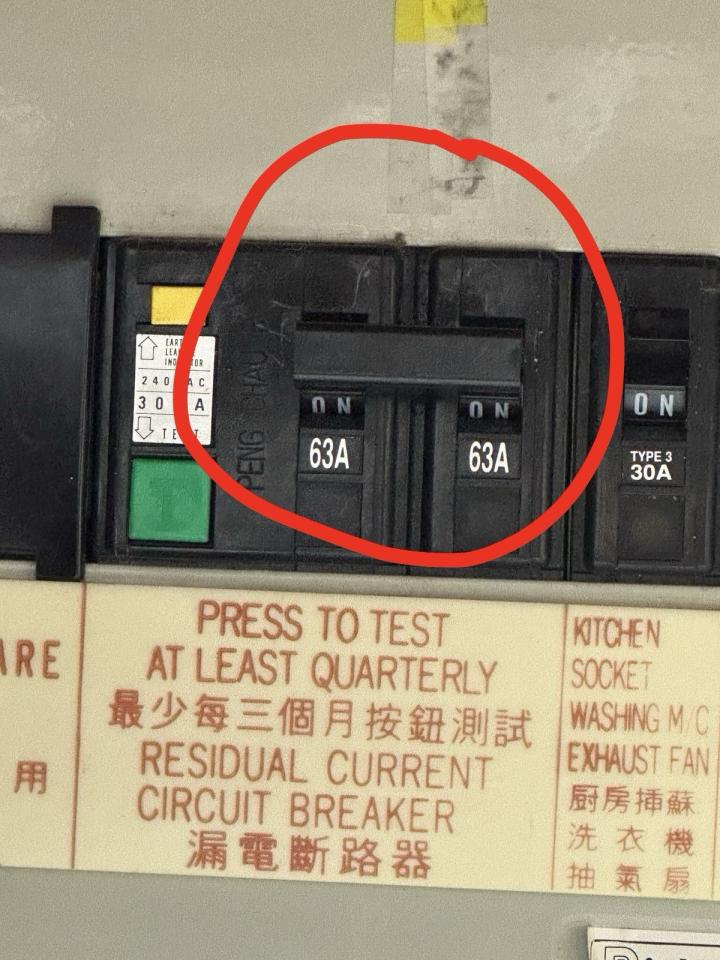 EARTH
LEAKAGE
INDICATOR
240 AC
30 A
TEST
T
PENG CHAU
ON
63A
ON
63A
ON
TYPE 3
30A
ARE
用
PRESS TO TEST
AT LEAST QUARTERLY
最少每三個月按鈕測試
RESIDUAL CURRENT
CIRCUIT BREAKER
漏電斷路器
KITCHEN
SOCKET
WASHING M/C
EXHAUST FAN
厨房挿蘇
洗衣機
抽氣扇